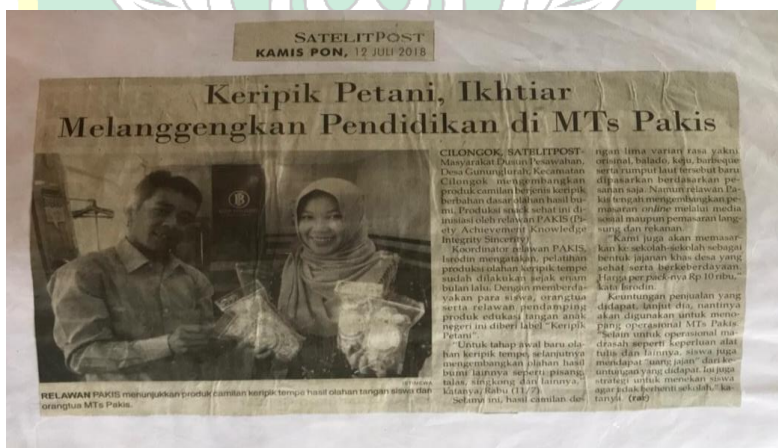 SATELITPOST
KAMIS PON, 12 JULI 2018
Keripik Petani, Ikhtiar
Melanggengkan Pendidikan di MTs Pakis
CILONGOK, SATELITPOST-
Masyarakat Dusun Pesawahan,
Desa Gununglurah, Kecamatan
Cilongok mengembangkan
produk camilan berjenis keripik
berbahan dasar olahan hasil bu-
mi. Produksi snack sehat ini di-
inisiasi oleh relawan PAKIS (Pi-
ety Achievement Knowledge
Integrity Sincerity)
Koordinator relawan PAKIS,
Isrodin mengatakan, pelatihan
produksi olahan keripik tempe
sudah dilakukan sejak enam
bulan lalu. Dengan memberda-
yakan para siswa, orangtua
serta relawan pendamping
produk edukasi tangan anak
negeri ini diberi label "Keripik
Petani".
"Untuk tahap awal baru ola-
han keripik tempe, selanjutnya
mengembangkan olahan hasil
bumi lainnya seperti pisang,
talas, singkong dan lainnya,"
katanya, Rabu (11/7).
Selama ini, hasil camilan de-
ngan lima varian rasa yakni
orisinal, balado, keju, barbeque
serta rumput laut tersebut baru
dipasarkan berdasarkan pe-
sanan saja. Namun relawan Pa-
kis tengah mengembangkan pe-
masaran online melalui media
sosial maupun pemasaran lang-
sung dan rekanan.
"Kami juga akan memasar-
kan ke sekolah-sekolah sebagai
bentuk jajanan khas desa yang
sehat serta berkeberdayaan.
Harga per pack-nya Rp 10 ribu,"
kata Isrodin.
Keuntungan penjualan yang
didapat, lanjut dia, nantinya
akan digunakan untuk meno-
pang operasional MTs Pakis.
"Selain untuk operasional ma-
drasah seperti keperluan alat
tulis dan lainnya, siswa juga
mendapat "uang jajan" dari ke-
untungan yang didapat. Ini juga
strategi untuk menekan siswa
agar tidak berhenti sekolah," ka-
tanya. (rar)
RELAWAN PAKIS menunjukkan produk camilan keripik tempe hasil olahan tangan siswa dan
orangtua MTs Pakis.